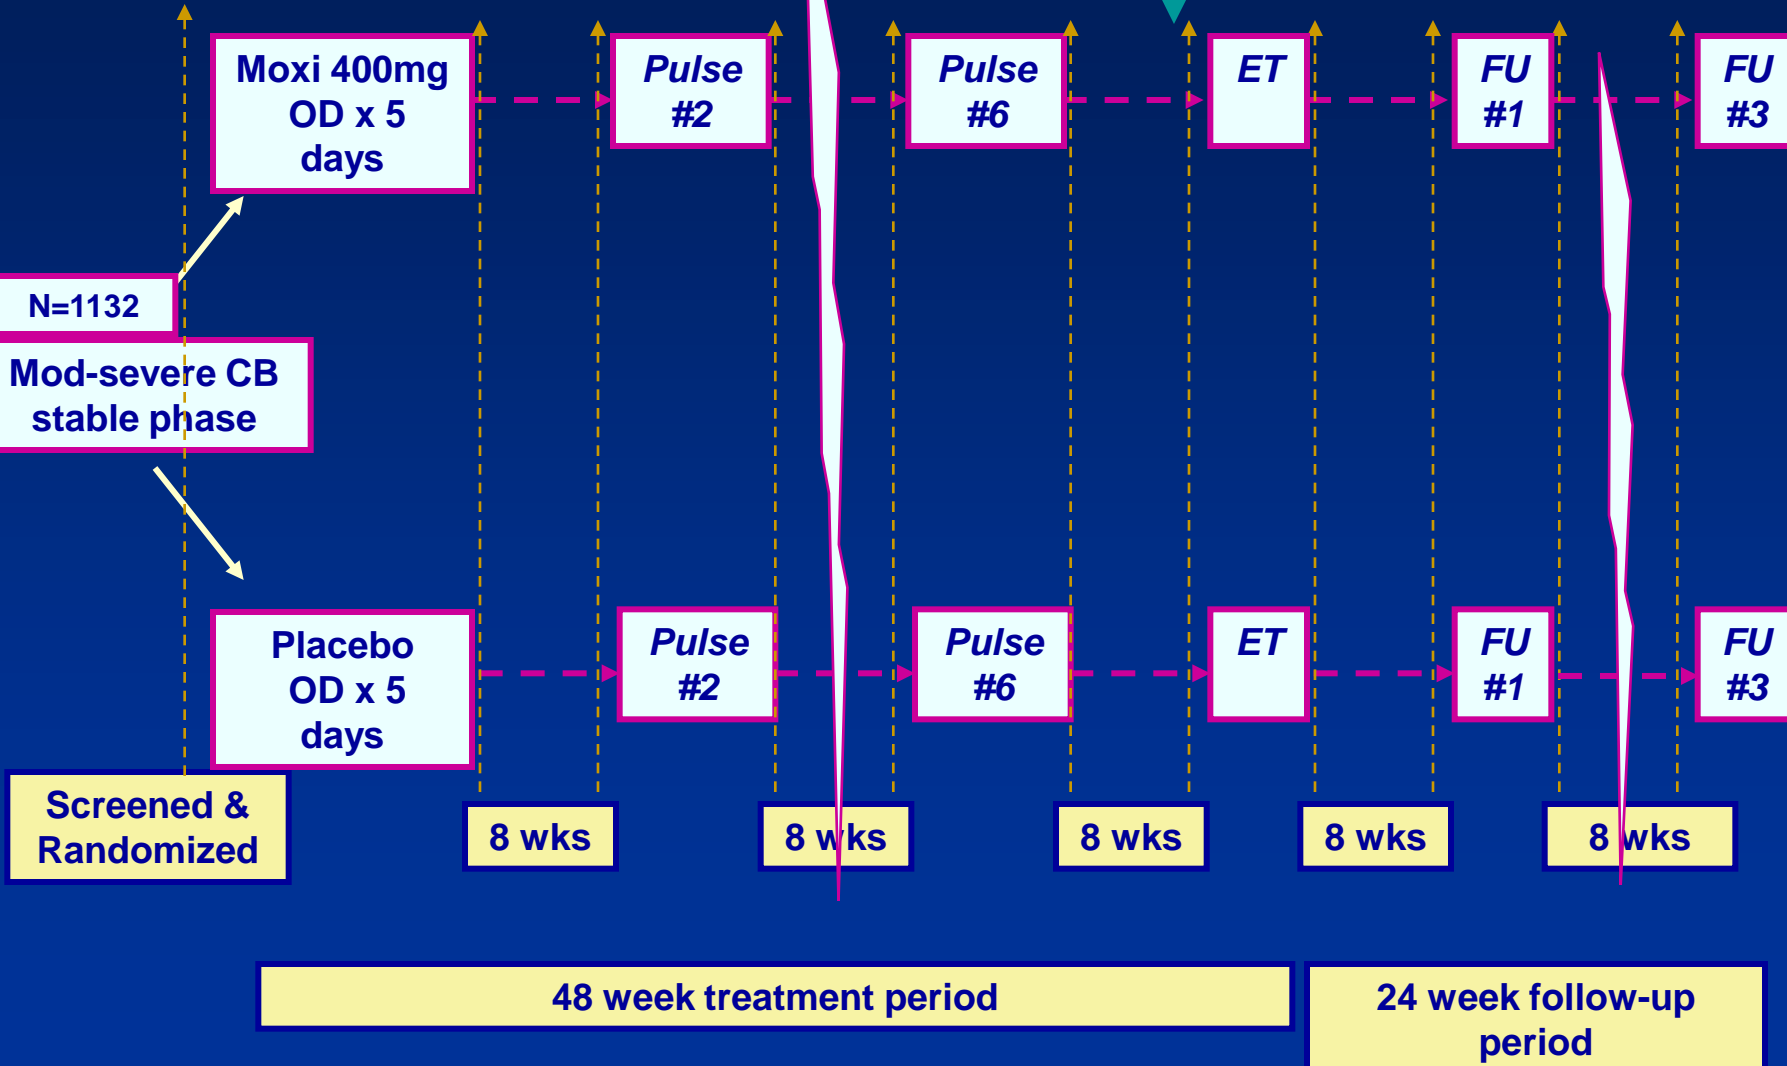 Moxi 400mg
OD x 5
days
Pulse
#2
Pulse
#6
ET
FU
#1
FU
#3
N=1132
Mod-severe CB
stable phase
Placebo
OD x 5
days
Pulse
#2
Pulse
#6
ET
FU
#1
FU
#3
Screened &
Randomized
8 wks
8 wks
8 wks
8 wks
8 wks
48 week treatment period
24 week follow-up
period